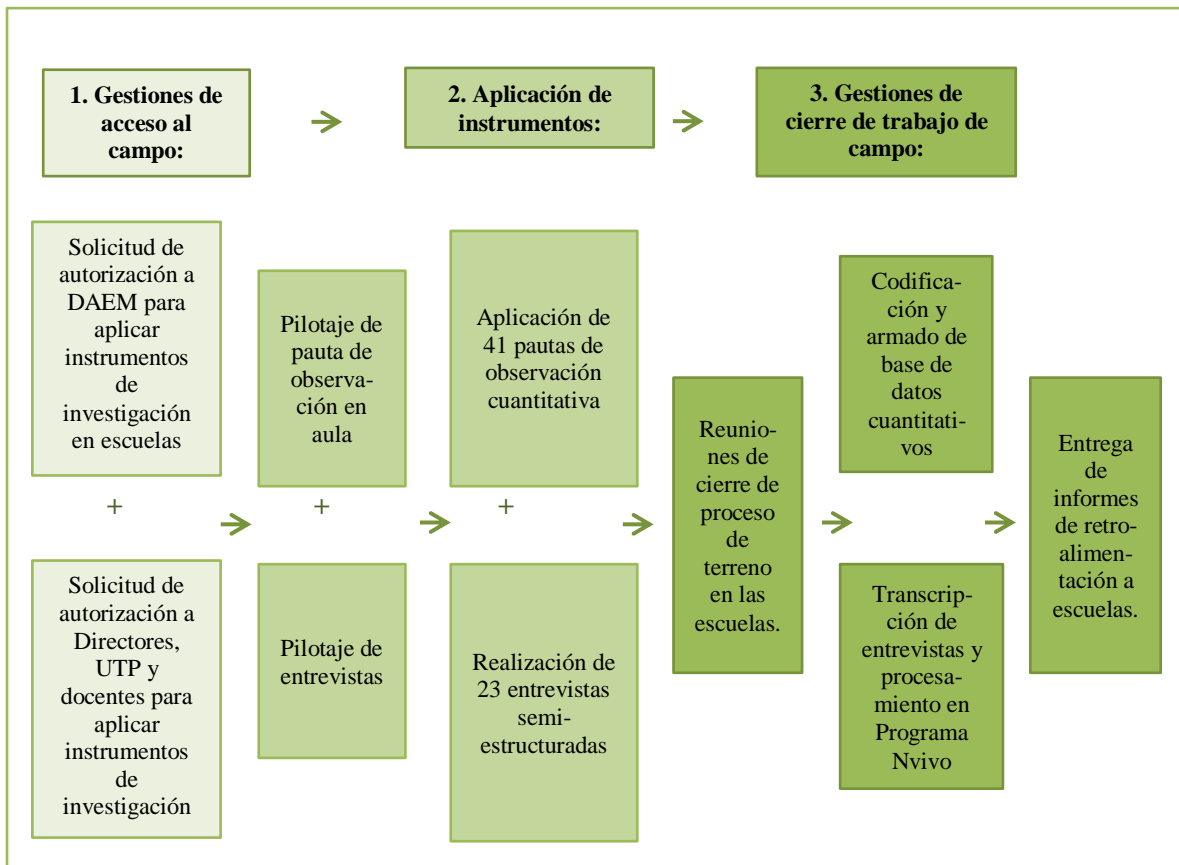 1. Gestiones de
acceso al
campo:
2. Aplicación de
instrumentos:
3. Gestiones de
cierre de trabajo de
campo:
Solicitud de
autorización a
DAEM para
aplicar
instrumentos
de
investigación
en escuelas
+
Solicitud de
autorización a
Directores,
UTP y
docentes para
aplicar
instrumentos
de
investigación
Pilotaje de
pauta de
observa-
ción en
aula
+
Pilotaje de
entrevistas
Aplicación de
41 pautas de
observación
cuantitativa
+
Realización de
23 entrevistas
semi-
estructuradas
Reunio-
nes de
cierre de
proceso
de
terreno
en las
escuelas.
Codifica-
ción y
armado de
base de
datos
cuantitati-
vos
Transcrip-
ción de
entrevistas y
procesa-
miento en
Programa
Nvivo
Entrega
de
informes
de retro-
alimen-
tación a
escuelas.